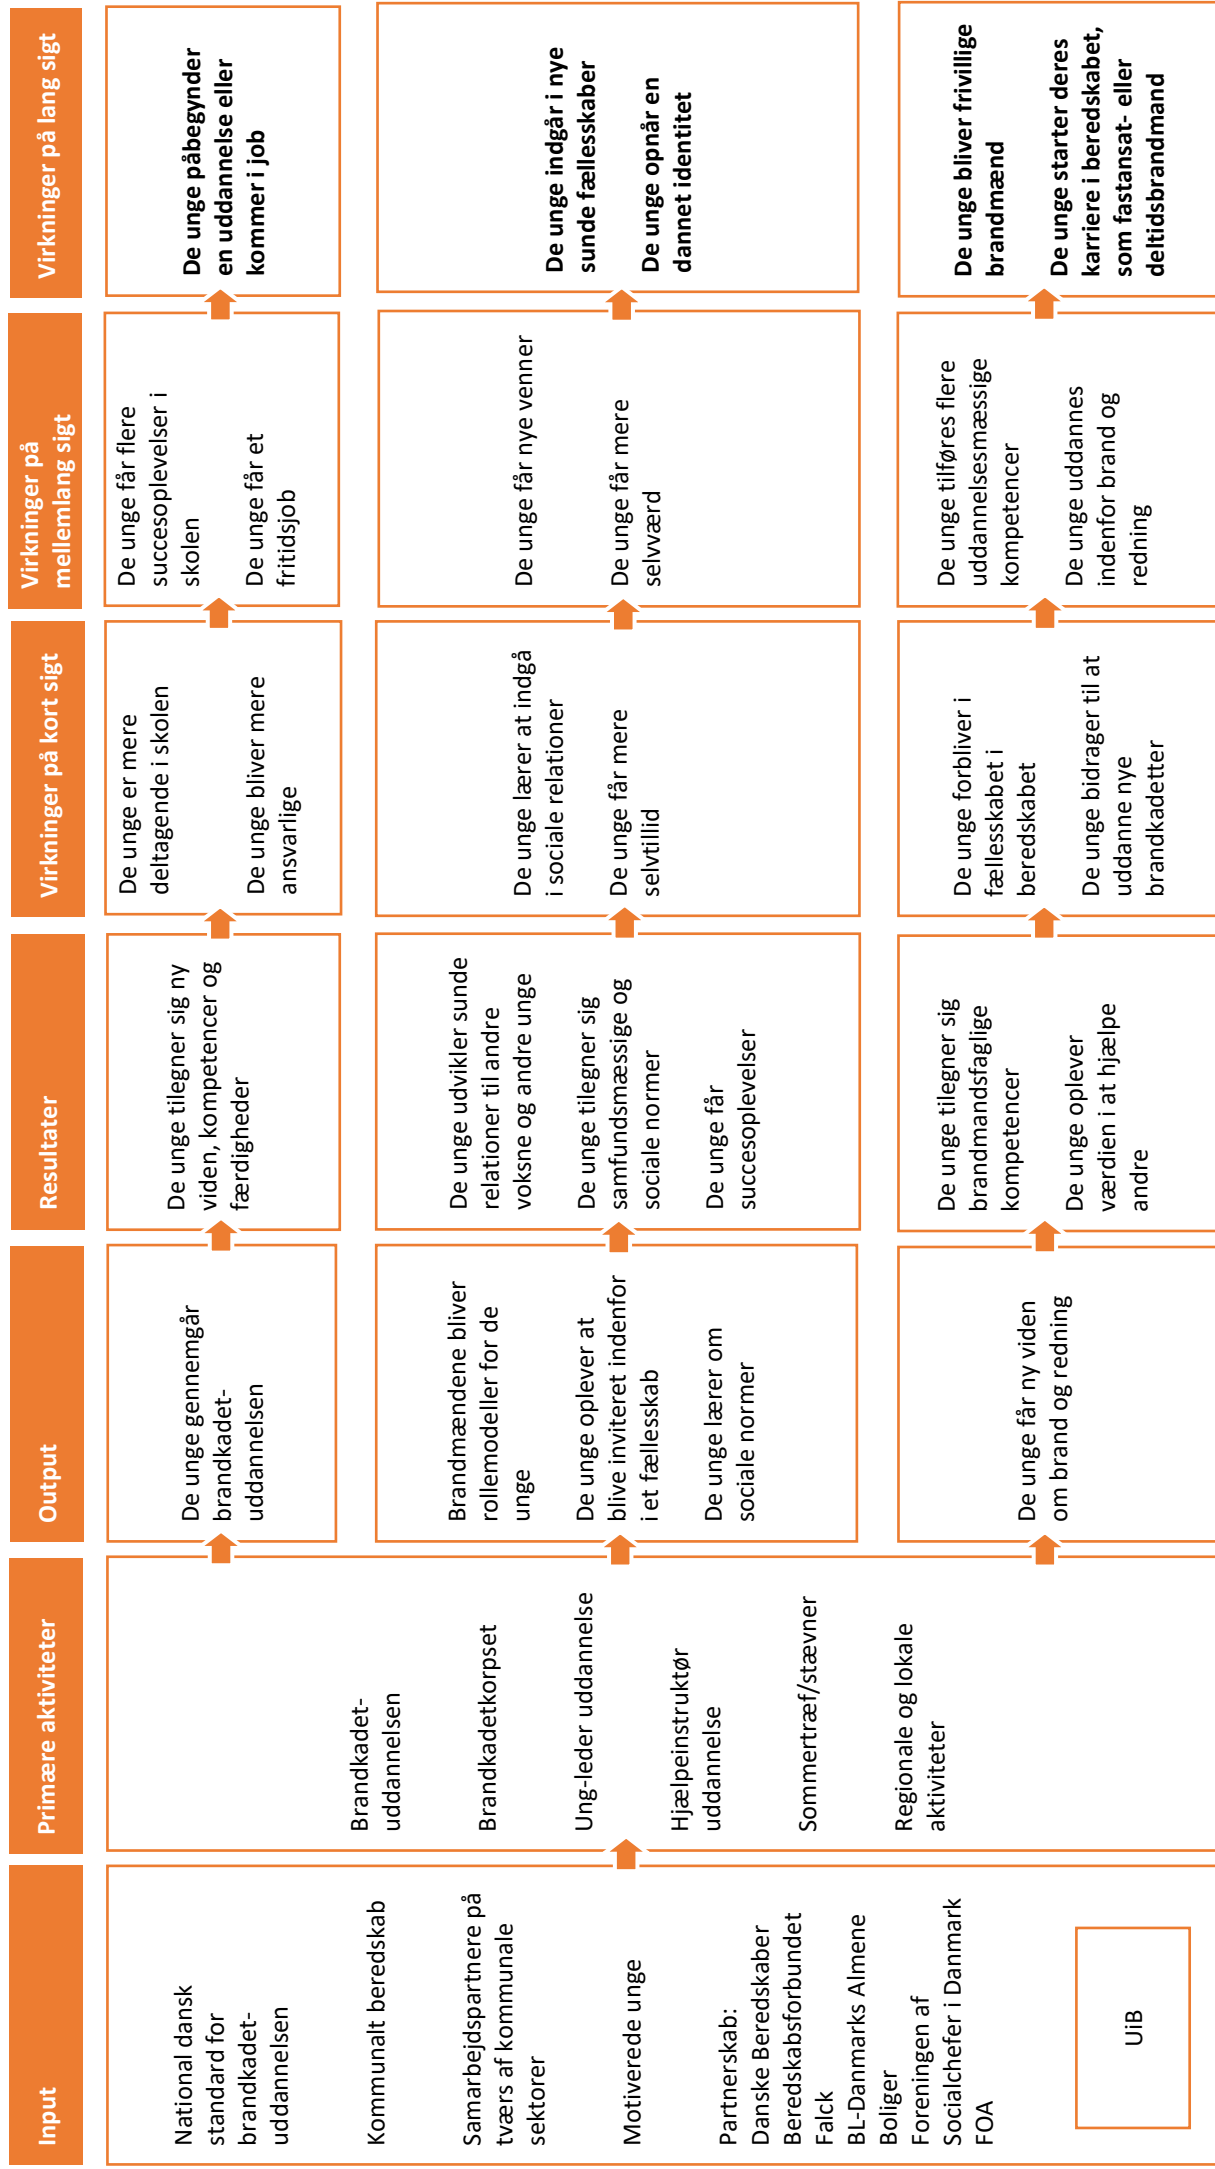 Input
Primære aktiviteter
Output
Resultater
Virkninger på kort sigt
Virkninger på
mellemlang sigt
Virkninger på lang sigt
National dansk
standard for
brandkadet-
uddannelsen
Kommunalt beredskab
Samarbejdspartnere på
tværs af kommunale
sektorer
Motiverede unge
Partnerskab:
Danske Beredskaber
Beredskabsforbundet
Falck
BL-Danmarks Almene
Boliger
Foreningen af
Socialchefer i Danmark
FOA
UiB
Brandkadet-
uddannelsen
Brandkadetkorpset
Ung-leder uddannelse
Hjælpeinstruktør
uddannelse
Sommertræf/stævner
Regionale og lokale
aktiviteter
De unge gennemgår
brandkadet-
uddannelsen
De unge tilegner sig ny
viden, kompetencer og
færdigheder
De unge er mere
deltagende i skolen
De unge bliver mere
ansvarlige
De unge får flere
succesoplevelser i
skolen
De unge får et
fritidsjob
De unge påbegynder
en uddannelse eller
kommer i job
Brandmændene bliver
rollemodeller for de
unge
De unge oplever at
blive inviteret indenfor
i et fællesskab
De unge lærer om
sociale normer
De unge udvikler sunde
relationer til andre
voksne og andre unge
De unge tilegner sig
samfundsmæssige og
sociale normer
De unge får
succesoplevelser
De unge lærer at indgå
i sociale relationer
De unge får mere
selvtillid
De unge får nye venner
De unge får mere
selvværd
De unge indgår i nye
sunde fællesskaber
De unge opnår en
dannet identitet
De unge får ny viden
om brand og redning
De unge tilegner sig
brandmandsfaglige
kompetencer
De unge oplever
værdien i at hjælpe
andre
De unge forbliver i
fællesskabet i
beredskabet
De unge bidrager til at
uddanne nye
brandkadetter
De unge tilføres flere
uddannelsesmæssige
kompetencer
De unge uddannes
indenfor brand og
redning
De unge bliver frivillige
brandmænd
De unge starter deres
karriere i beredskabet,
som fastansat- eller
deltidsbrandmand